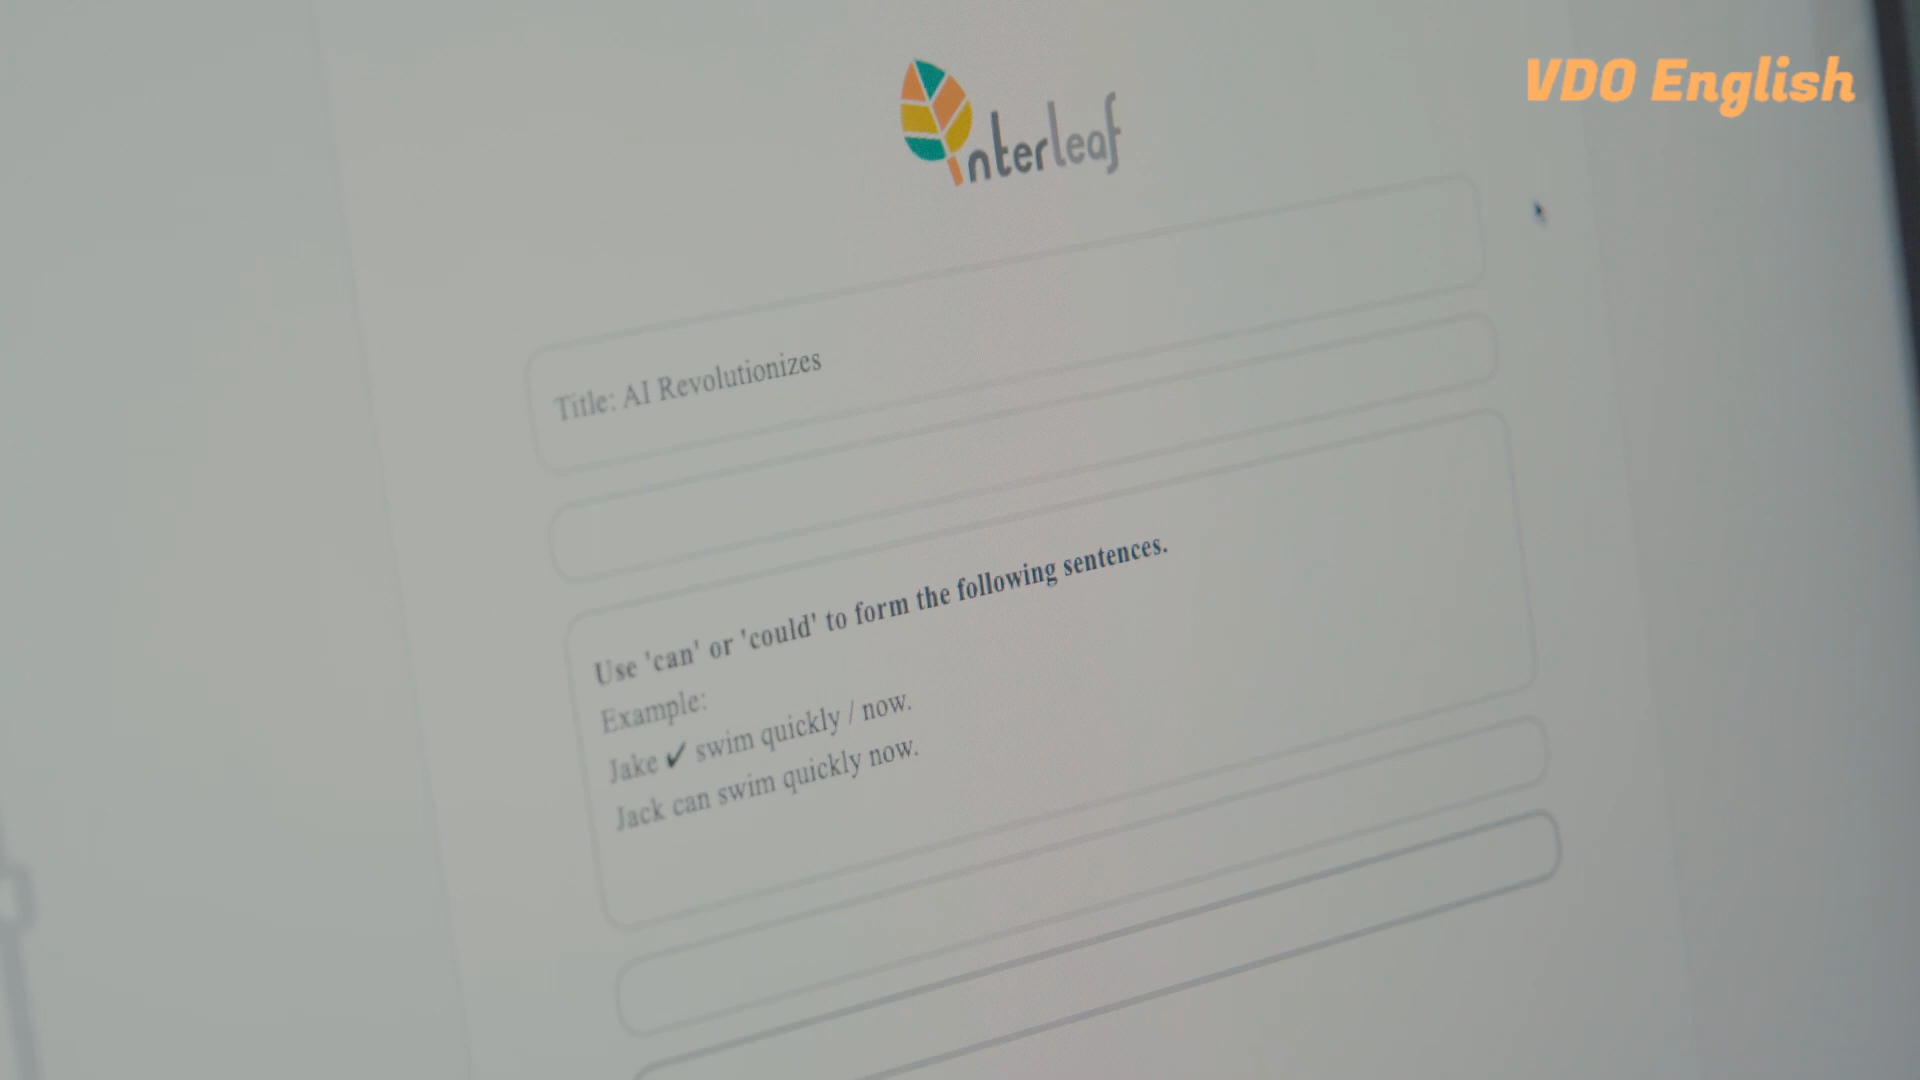 VDO English
interleaf
Title: AI Revolutionizes
Use 'can' or 'could' to form the following sentences.
Example:
Jake ✔ swim quickly / now.
Jack can swim quickly now.